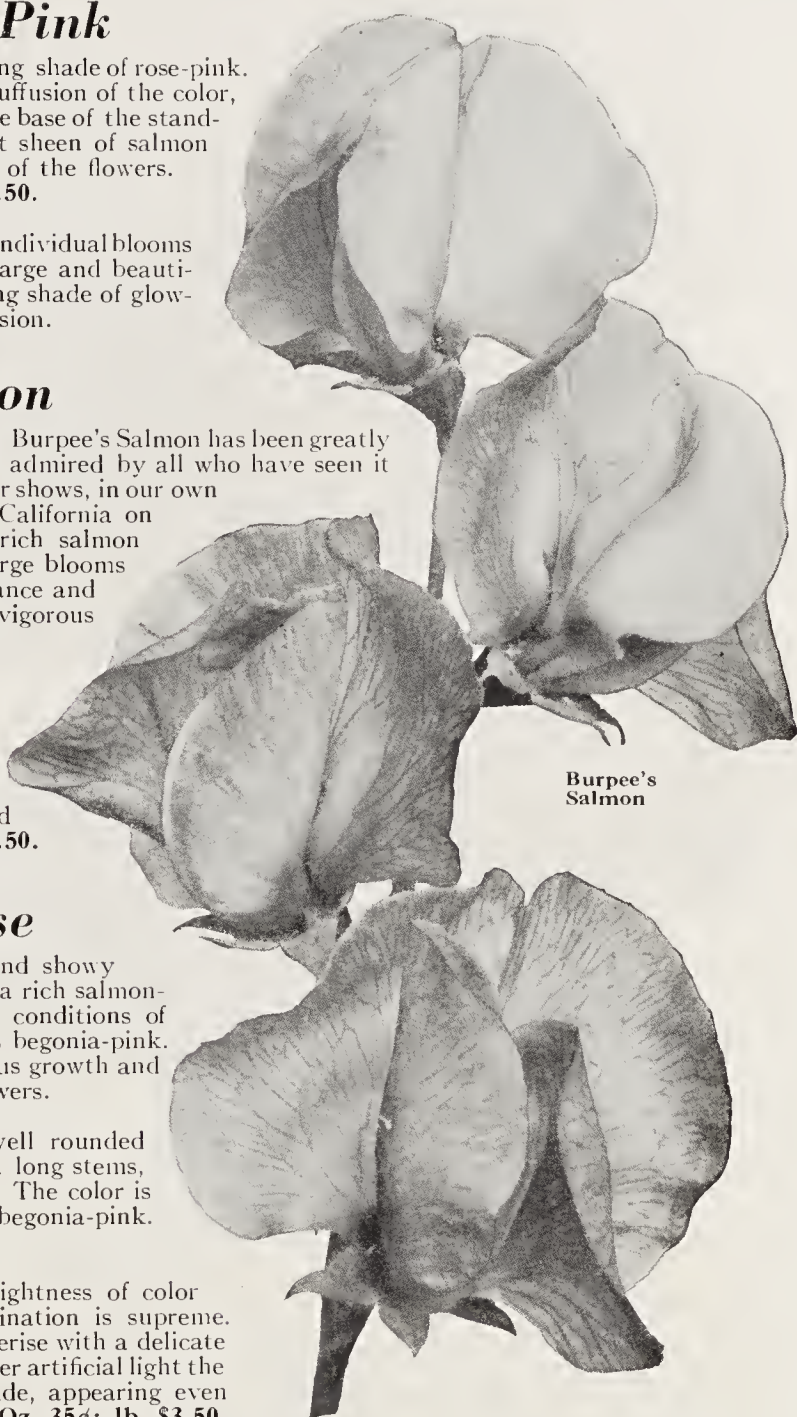 Pink
ng shade of rose-pink.
uffusion of the color,
e base of the stand-
t sheen of salmon
of the flowers.
.50.
ndividual blooms
arge and beauti-
ng shade of glow-
sion.
on
Burpee's Salmon has been greatly
admired by all who have seen it
r shows, in our own
California on
rich salmon
rge blooms
ance and
vigorous
Burpee's
Salmon
d
.50.
se
nd showy
a rich salmon-
conditions of
begonia-pink.
us growth and
wers.
well rounded
long stems,
The color is
begonia-pink.
ightness of color
ination is supreme.
erise with a delicate
er artificial light the
de, appearing even
Oz. 35¢; lb. $3.50.